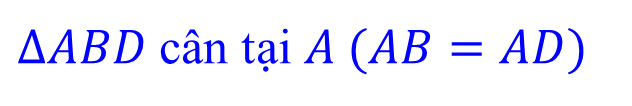 ΔABD cân tại A (AB = AD)